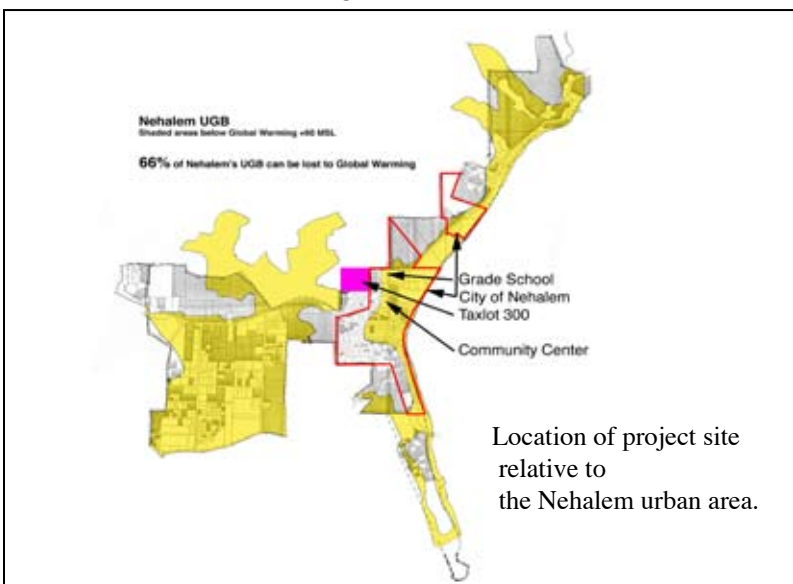 Nehalem UGB
Shaded areas below Global Warming +60 MSL
66% of Nehalem's UGB can be lost to Global Warming
Grade School
City of Nehalem
Taxlot 300
Community Center
Location of project site
relative to
the Nehalem urban area.